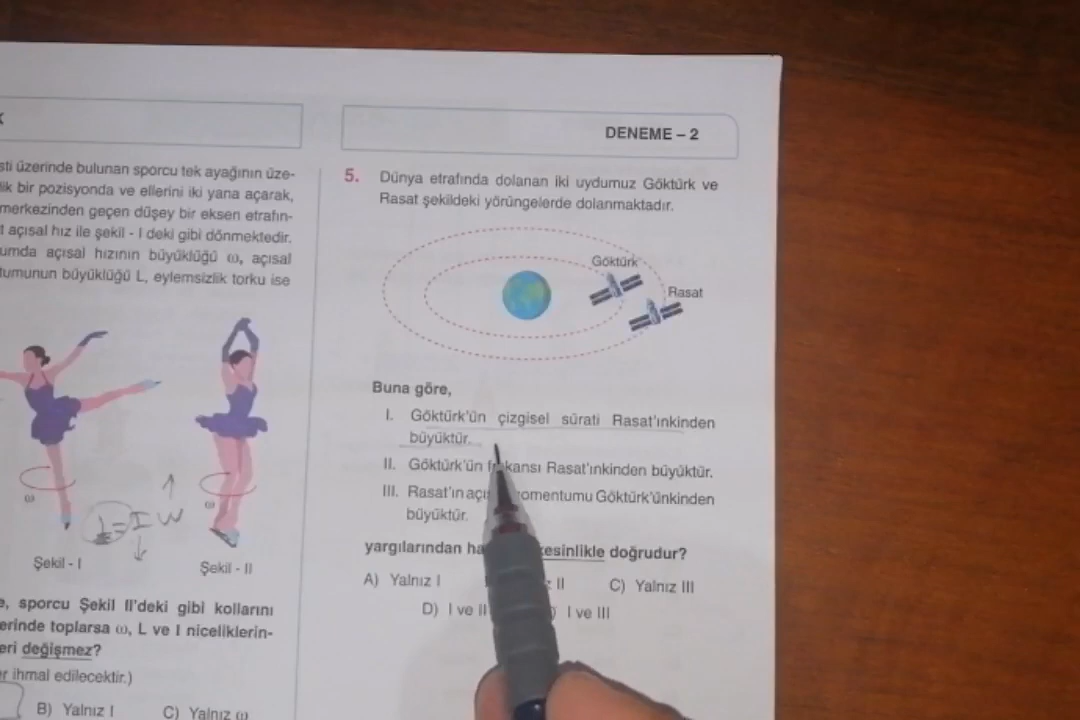 DENEME – 2
sti üzerinde bulunan sporcu tek ayağının üze-
lik bir pozisyonda ve ellerini iki yana açarak,
merkezinden geçen düşey bir eksen etrafın-
açısal hız ile şekil - I deki gibi dönmektedir.
umda açısal hızının büyüklüğü ω, açısal
tumunun büyüklüğü L, eylemsizlik torku ise
ω
ω
L=IW
Şekil - I
Şekil - II
e, sporcu Şekil II'deki gibi kollarını
erinde toplarsa ω, L ve I niceliklerin-
eri değişmez?
er ihmal edilecektir.)
B) Yalnız I
C) Yalnız ω
5. Dünya etrafında dolanan iki uydumuz Göktürk ve
Rasat şekildeki yörüngelerde dolanmaktadır.
Göktürk
Rasat
Buna göre,
I. Göktürk'ün çizgisel sürati Rasat'ınkinden
büyüktür.
II. Göktürk'ün kansı Rasat'ınkinden büyüktür.
III. Rasat'ın açı omentumu Göktürk'ünkinden
büyüktür.
yargılarından ha kesinlikle doğrudur?
A) Yalnız I
II
C) Yalnız III
D) I ve II
I ve III